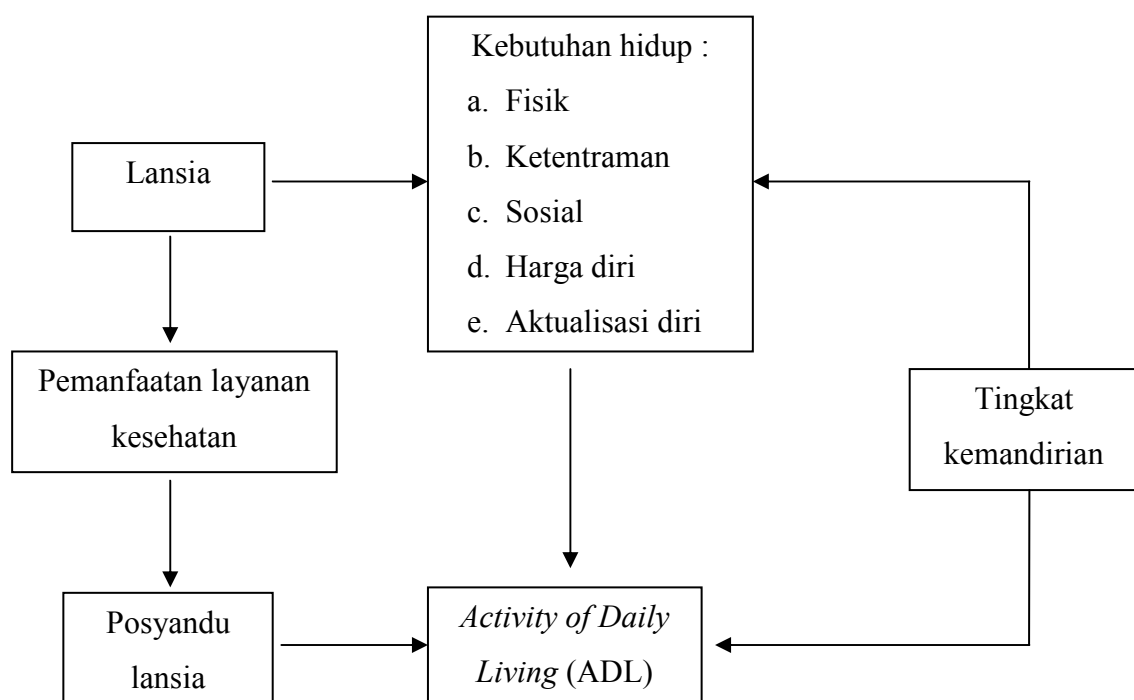 Kebutuhan hidup :
a. Fisik
b. Ketentraman
c. Sosial
d. Harga diri
e. Aktualisasi diri
Lansia
Pemanfaatan layanan
kesehatan
Tingkat
kemandirian
Posyandu
lansia
Activity of Daily
Living (ADL)